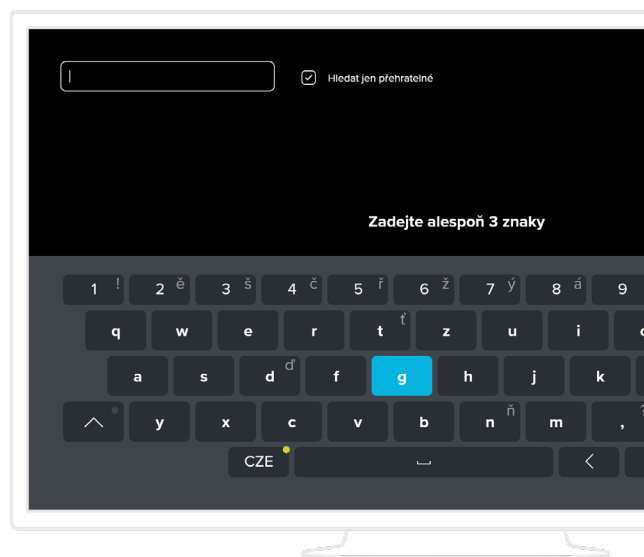 Hledat jen přehratelné
Zadejte alespoň 3 znaky
1 ! 2 ě 3 š 4 č 5 ř 6 ž 7 ý 8 á 9
q w e r t ť z u i
a s d ď f g h j k
y x c v b n ň m ,
CZE